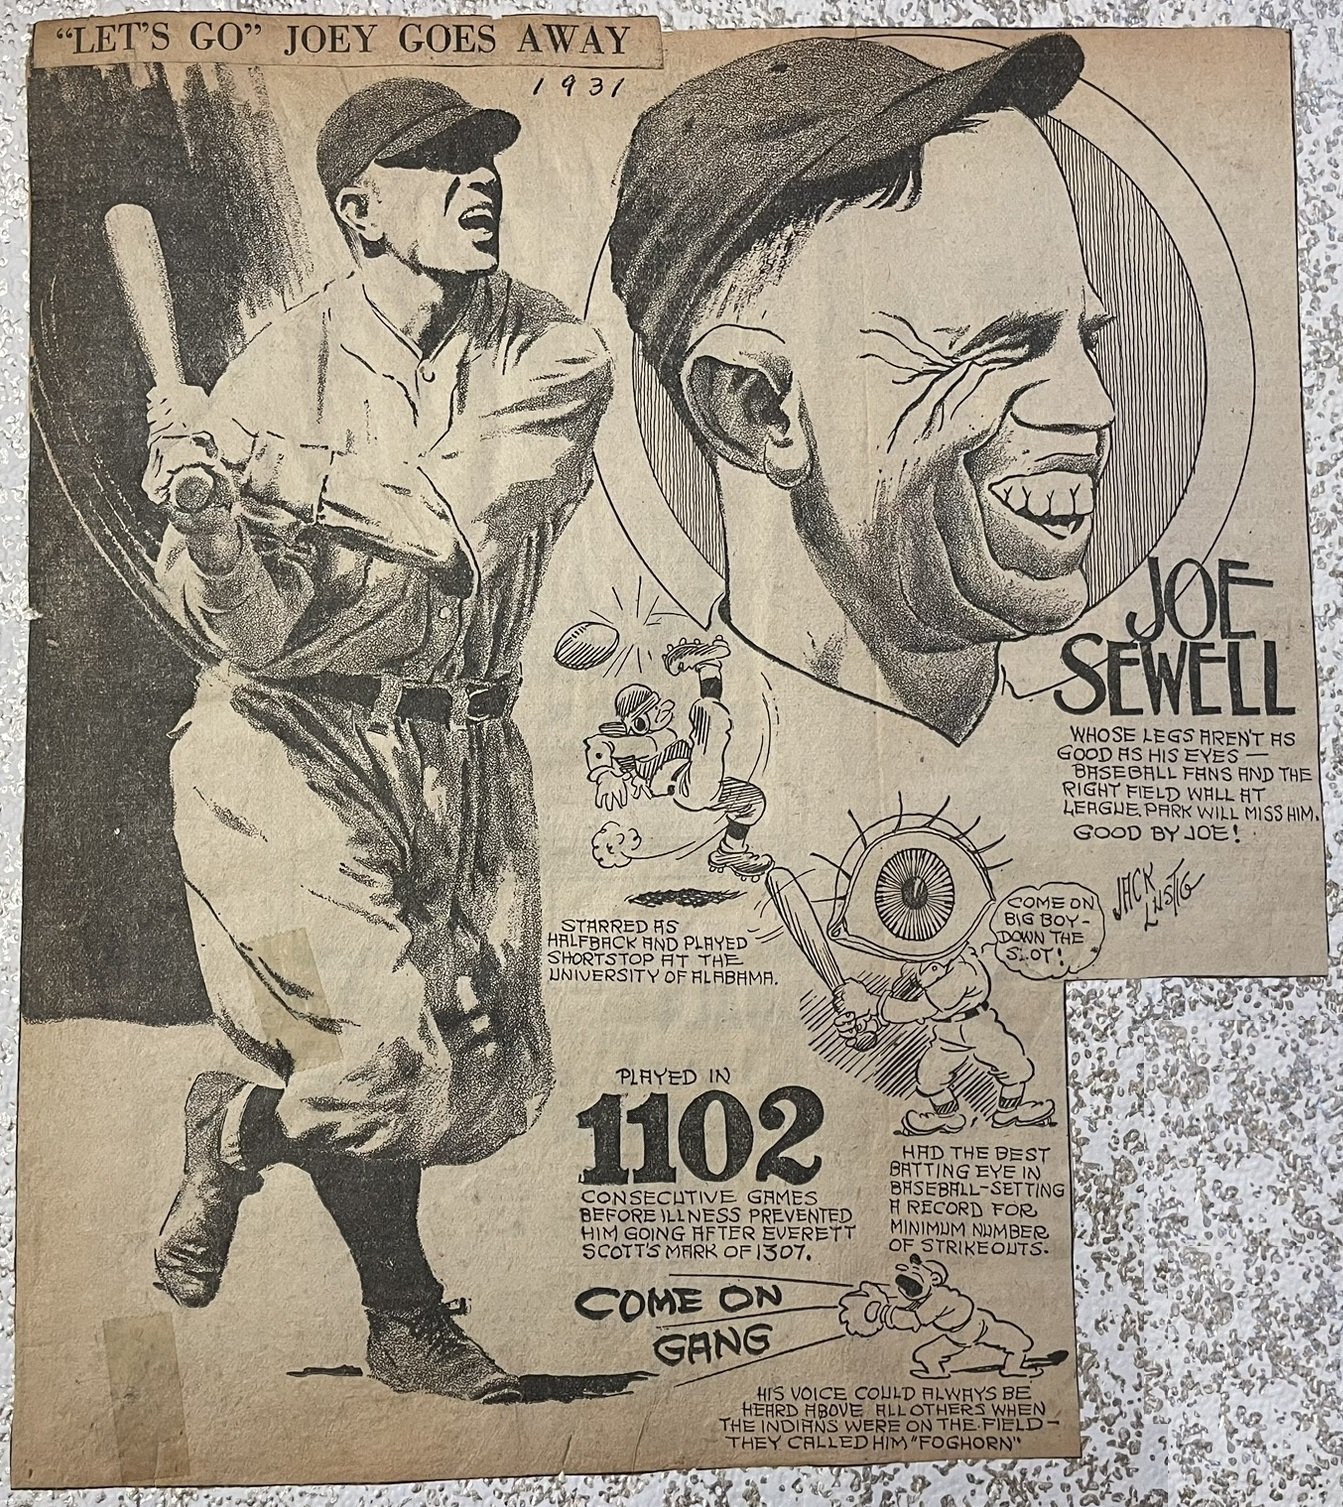 "LET'S GO" JOEY GOES AWAY
1931
JOE
SEWELL
WHOSE LEGS AREN'T AS
GOOD AS HIS EYES —
BASEBALL FANS AND THE
RIGHT FIELD WALL AT
LEAGUE PARK WILL MISS HIM.
GOOD BY JOE!
JACK
LUSTIG
COME ON
BIG BOY-
DOWN THE
SLOT!
STARRED AS
HALFBACK AND PLAYED
SHORTSTOP AT THE
UNIVERSITY OF ALABAMA.
PLAYED IN
1102
CONSECUTIVE GAMES
BEFORE ILLNESS PREVENTED
HIM GOING AFTER EVERETT
SCOTT'S MARK OF 1307.
HAD THE BEST
BATTING EYE IN
BASEBALL-SETTING
A RECORD FOR
MINIMUM NUMBER
OF STRIKEOUTS.
COME ON
GANG
HIS VOICE COULD ALWAYS BE
HEARD ABOVE ALL OTHERS WHEN
THE INDIANS WERE ON THE FIELD-
THEY CALLED HIM "FOGHORN"